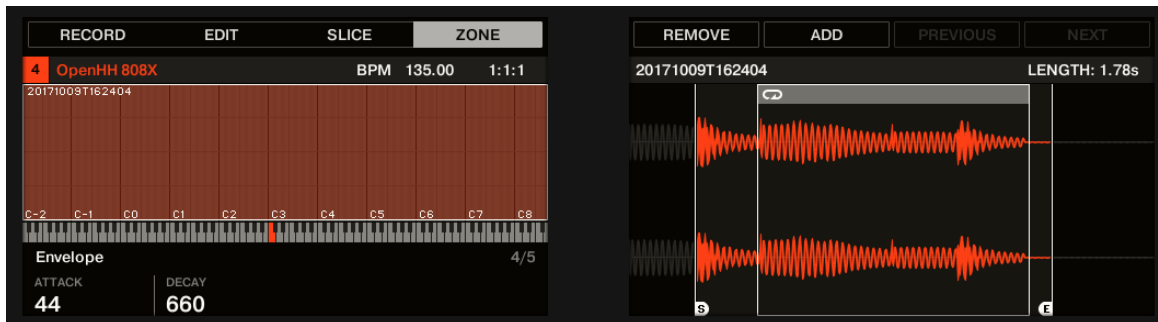 RECORD EDIT SLICE ZONE
4 OpenHH 808X BPM 135.00 1:1:1
20171009T162404
C-2 C-1 C0 C1 C2 C3 C4 C5 C6 C7 C8
Envelope 4/5
ATTACK DECAY
44 660
REMOVE ADD PREVIOUS NEXT
20171009T162404 LENGTH: 1.78s
S E